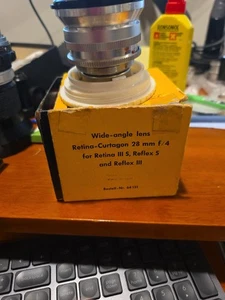 Wide-angle lens
Retina-Curtagon 28 mm f/4
for Retina III S, Reflex S
and Reflex III